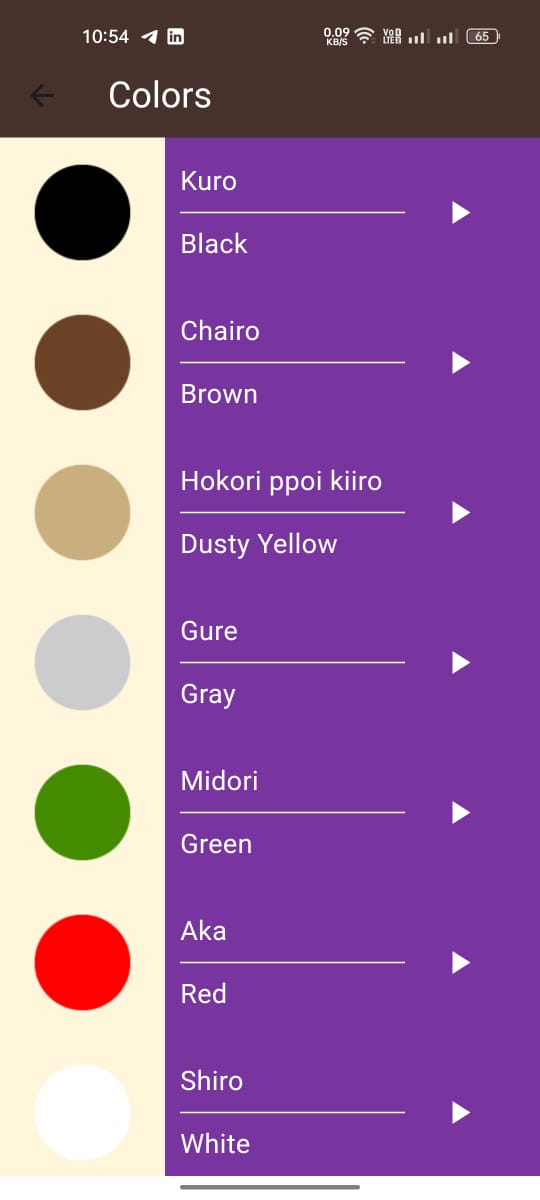 10:54
0.09
KB/S
Vo
LTE
65
Colors
Kuro
Black
Chairo
Brown
Hokori ppoi kiiro
Dusty Yellow
Gure
Gray
Midori
Green
Aka
Red
Shiro
White